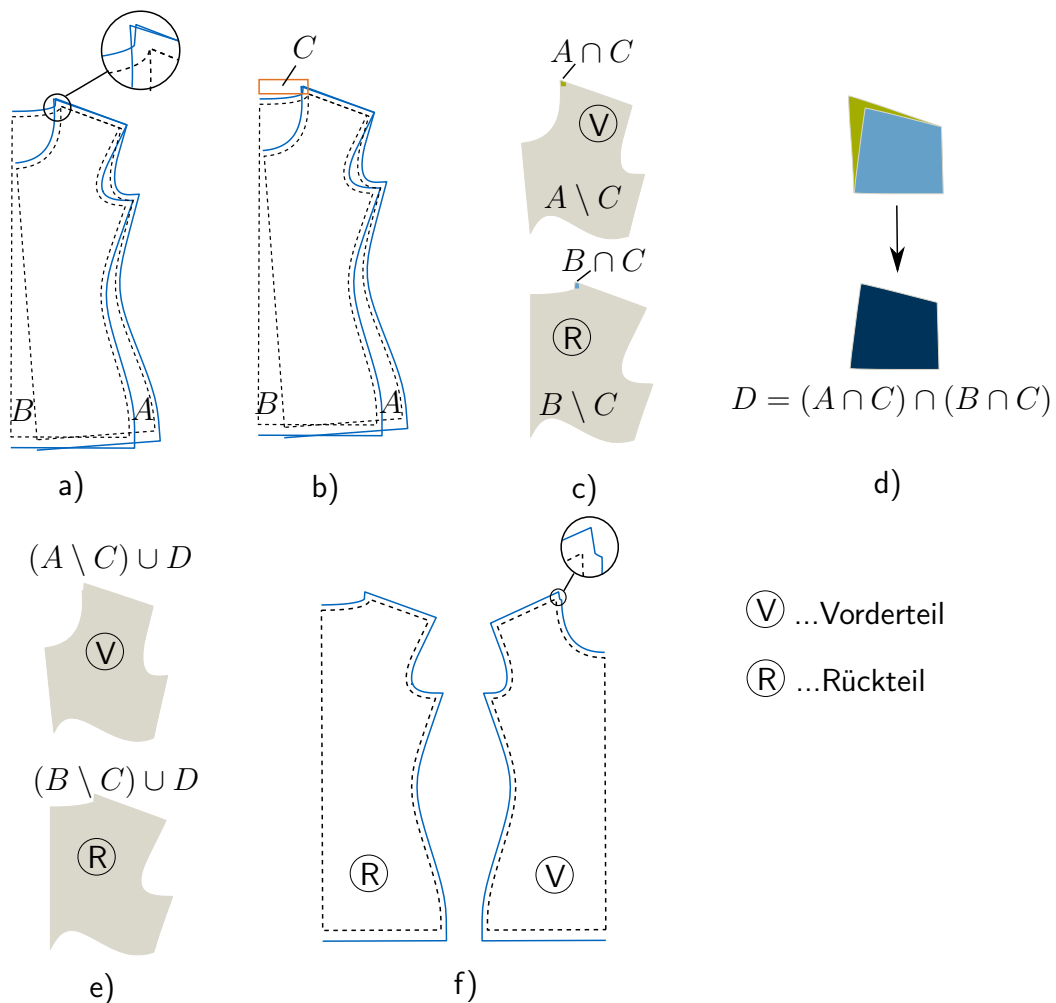 B
A
a)
C
B
A
b)
A ∩ C
V
A \ C
B ∩ C
R
B \ C
c)
D = (A ∩ C) ∩ (B ∩ C)
d)
(A \ C) ∪ D
V
(B \ C) ∪ D
R
e)
R
V
f)
V ...Vorderteil
R ...Rückteil